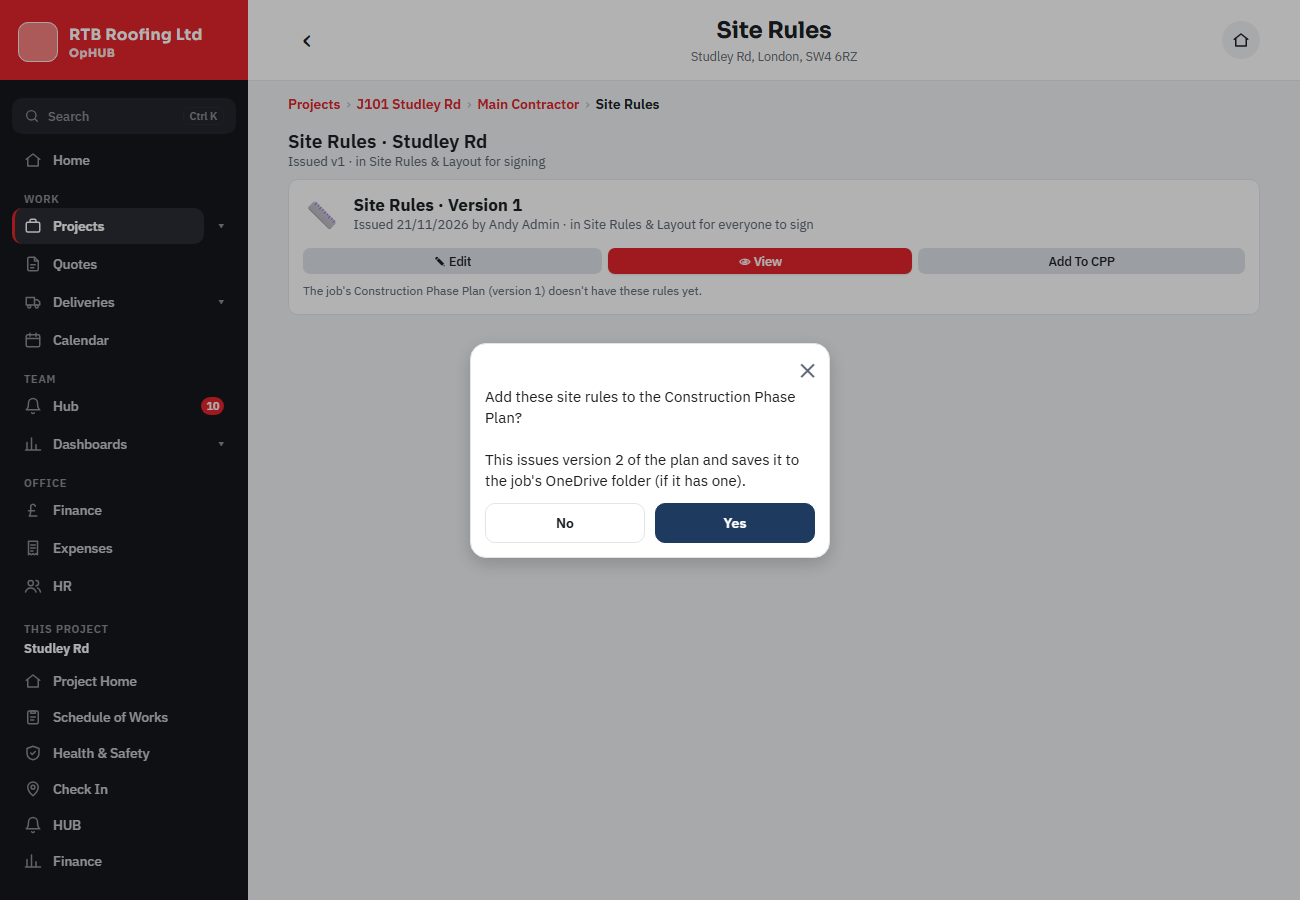 RTB Roofing Ltd
OpHUB
Search
Ctrl K
Home
WORK
Projects
Quotes
Deliveries
Calendar
TEAM
Hub
10
Dashboards
OFFICE
Finance
Expenses
HR
THIS PROJECT
Studley Rd
Project Home
Schedule of Works
Health & Safety
Check In
HUB
Finance
Site Rules
Studley Rd, London, SW4 6RZ
Projects › J101 Studley Rd › Main Contractor › Site Rules
Site Rules · Studley Rd
Issued v1 · in Site Rules & Layout for signing
Site Rules · Version 1
Issued 21/11/2026 by Andy Admin · in Site Rules & Layout for everyone to sign
Edit
View
Add To CPP
The job's Construction Phase Plan (version 1) doesn't have these rules yet.
Add these site rules to the Construction Phase
Plan?
This issues version 2 of the plan and saves it to
the job's OneDrive folder (if it has one).
No
Yes